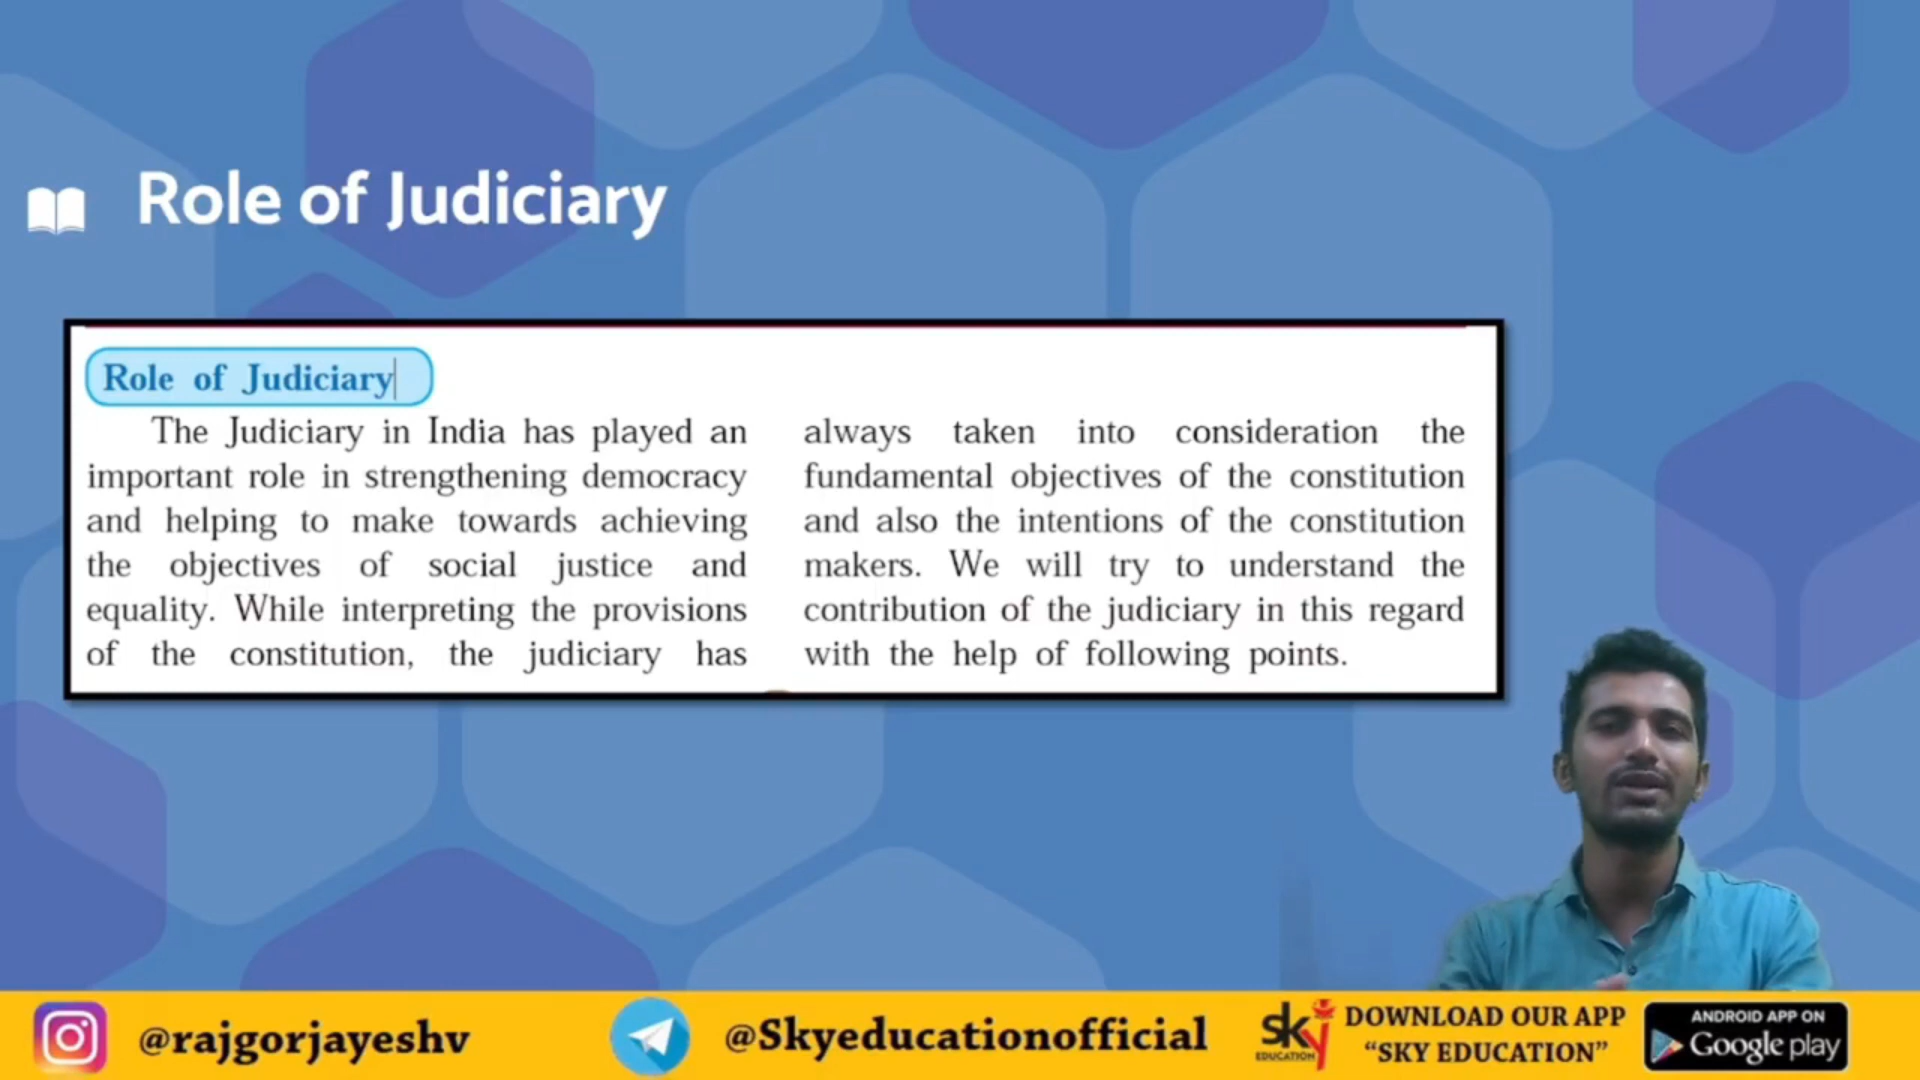 Role of Judiciary
Role of Judiciary
The Judiciary in India has played an
important role in strengthening democracy
and helping to make towards achieving
the objectives of social justice and
equality. While interpreting the provisions
of the constitution, the judiciary has
always taken into consideration the
fundamental objectives of the constitution
and also the intentions of the constitution
makers. We will try to understand the
contribution of the judiciary in this regard
with the help of following points.
@rajgorjayeshv
@Skyeducationofficial
sky
EDUCATION
DOWNLOAD OUR APP
“SKY EDUCATION”
ANDROID APP ON
Google play